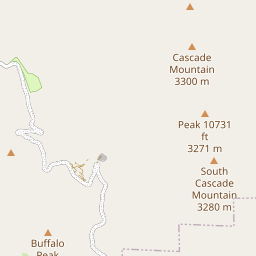 Cascade
Mountain
3300 m
Peak 10731
ft
3271 m
South
Cascade
Mountain
3280 m
Buffalo
Peak